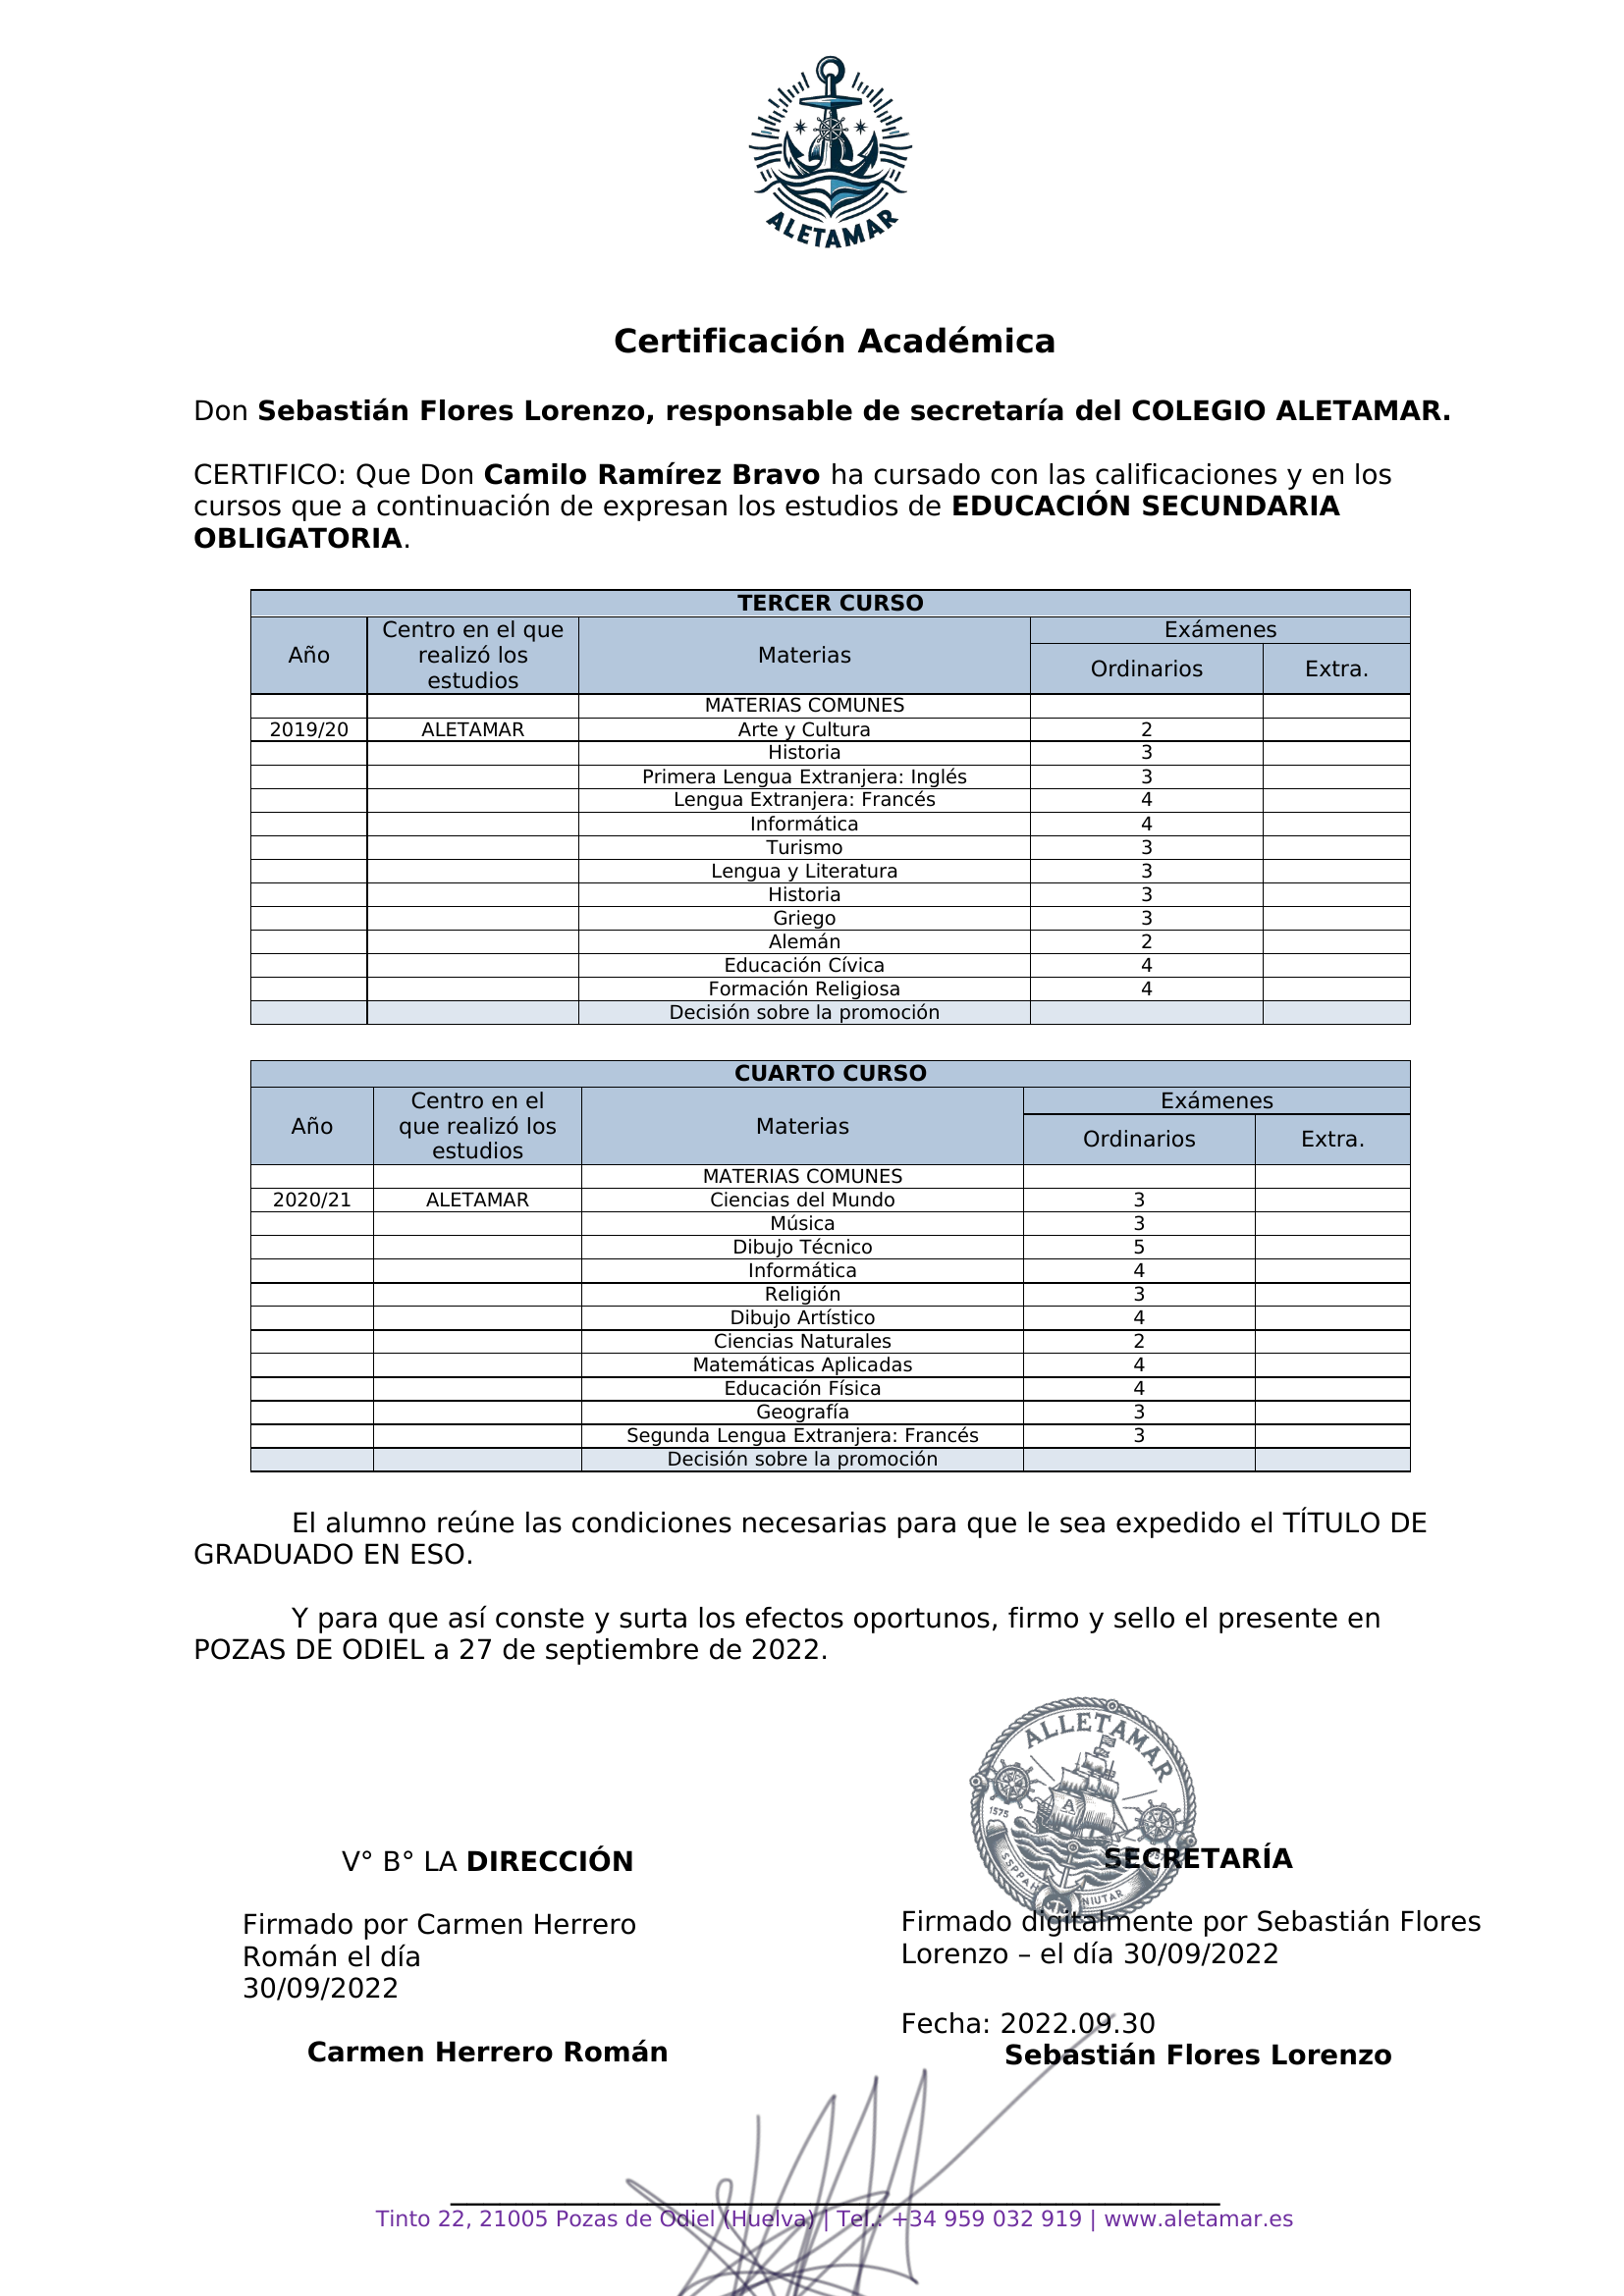 ALETAMAR
Certificación Académica
Don Sebastián Flores Lorenzo, responsable de secretaría del COLEGIO ALETAMAR.
CERTIFICO: Que Don Camilo Ramírez Bravo ha cursado con las calificaciones y en los
cursos que a continuación de expresan los estudios de EDUCACIÓN SECUNDARIA
OBLIGATORIA.
TERCER CURSO
Año
Centro en el que
realizó los
estudios
Materias
Exámenes
Ordinarios
Extra.
MATERIAS COMUNES
2019/20 ALETAMAR Arte y Cultura 2
Historia 3
Primera Lengua Extranjera: Inglés 3
Lengua Extranjera: Francés 4
Informática 4
Turismo 3
Lengua y Literatura 3
Historia 3
Griego 3
Alemán 2
Educación Cívica 4
Formación Religiosa 4
Decisión sobre la promoción
CUARTO CURSO
Año
Centro en el
que realizó los
estudios
Materias
Exámenes
Ordinarios
Extra.
MATERIAS COMUNES
2020/21 ALETAMAR Ciencias del Mundo 3
Música 3
Dibujo Técnico 5
Informática 4
Religión 3
Dibujo Artístico 4
Ciencias Naturales 2
Matemáticas Aplicadas 4
Educación Física 4
Geografía 3
Segunda Lengua Extranjera: Francés 3
Decisión sobre la promoción
El alumno reúne las condiciones necesarias para que le sea expedido el TÍTULO DE
GRADUADO EN ESO.
Y para que así conste y surta los efectos oportunos, firmo y sello el presente en
POZAS DE ODIEL a 27 de septiembre de 2022.
ALLETAMAR
A
1575
SSPPAH
NIUTAR
V° B° LA DIRECCIÓN
Firmado por Carmen Herrero
Román el día
30/09/2022
Carmen Herrero Román
SECRETARÍA
Firmado digitalmente por Sebastián Flores
Lorenzo – el día 30/09/2022
Fecha: 2022.09.30
Sebastián Flores Lorenzo
Tinto 22, 21005 Pozas de Odiel (Huelva) | Tel.: +34 959 032 919 | www.aletamar.es